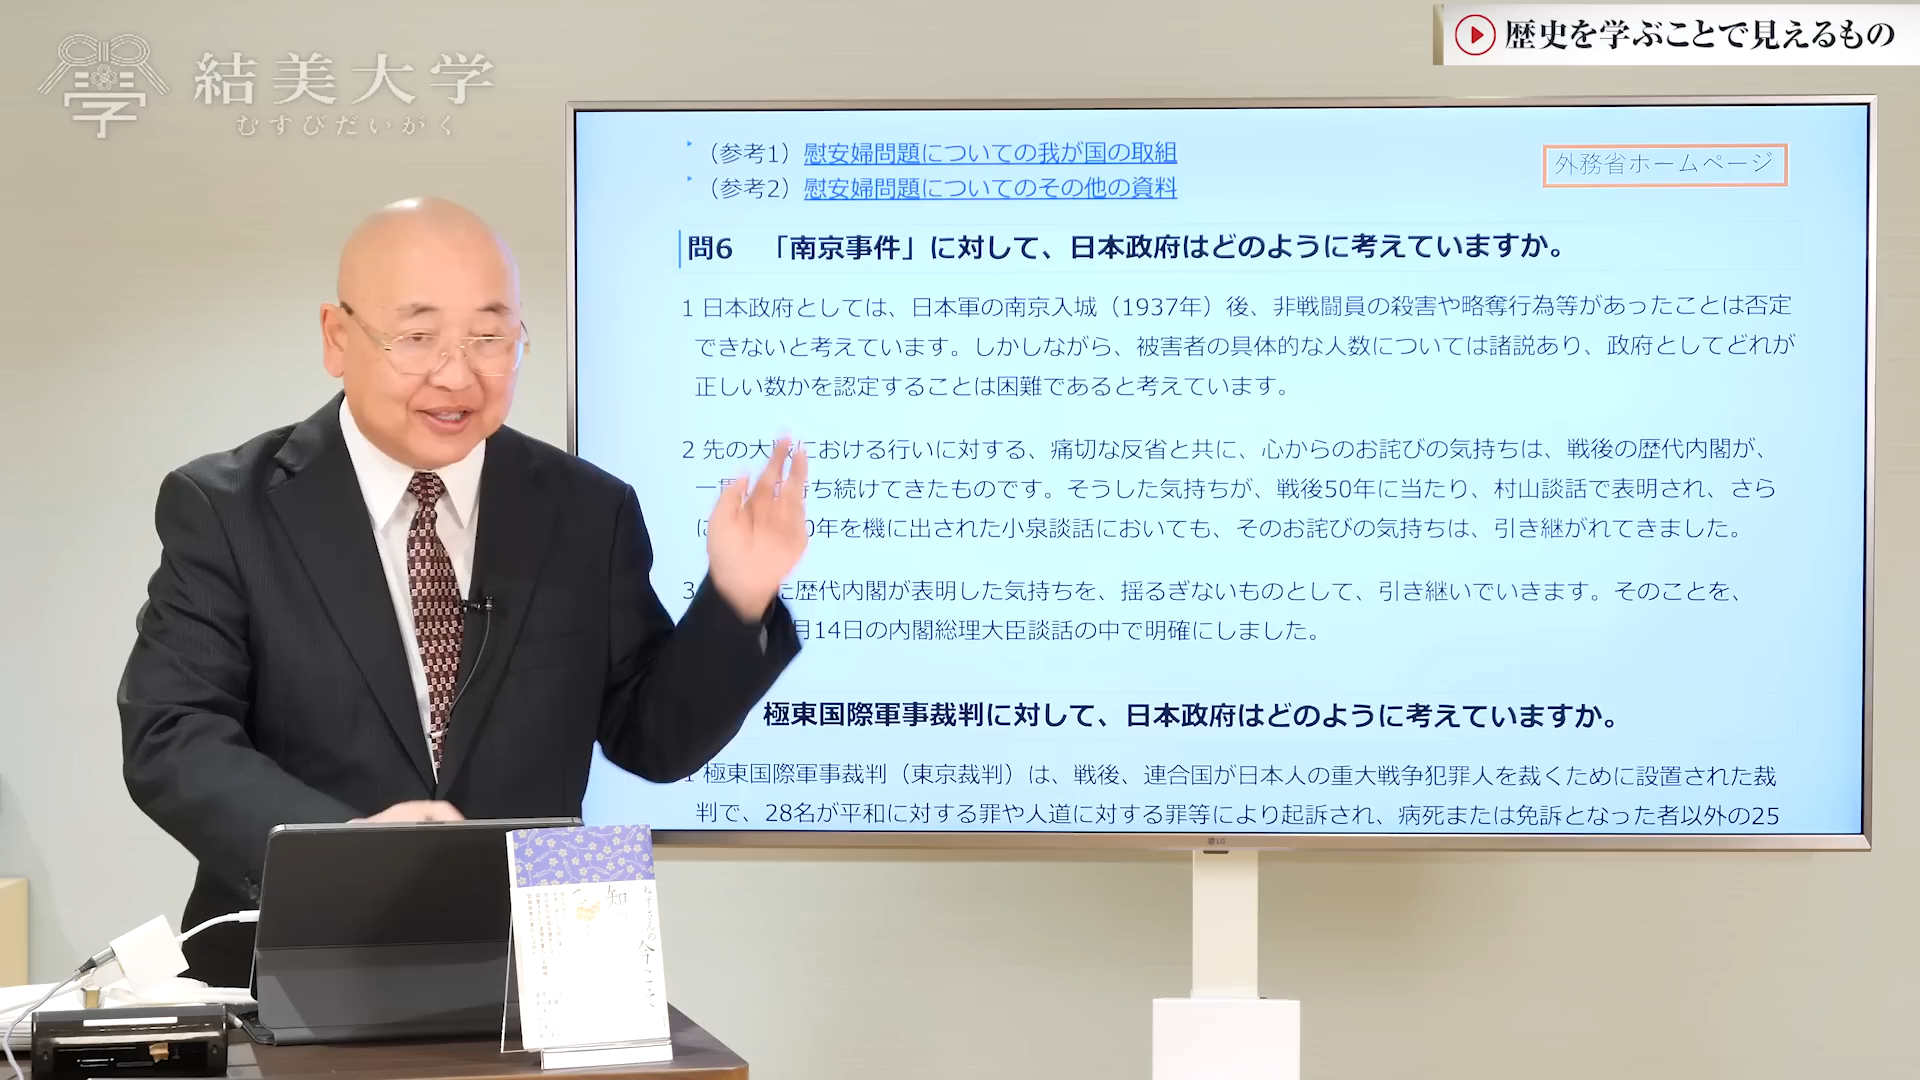 結美大学
むすびだいがく
歴史を学ぶことで見えるもの
外務省ホームページ
（参考1）慰安婦問題についての我が国の取組
（参考2）慰安婦問題についてのその他の資料
問6 「南京事件」に対して、日本政府はどのように考えていますか。
1 日本政府としては、日本軍の南京入城（1937年）後、非戦闘員の殺害や略奪行為等があったことは否定
できないと考えています。しかしながら、被害者の具体的な人数については諸説あり、政府としてどれが
正しい数かを認定することは困難であると考えています。
2 先の大戦における行いに対する、痛切な反省と共に、心からのお詫びの気持ちは、戦後の歴代内閣が、
一貫 持ち続けてきたものです。そうした気持ちが、戦後50年に当たり、村山談話で表明され、さら
に 0年を機に出された小泉談話においても、そのお詫びの気持ちは、引き継がれてきました。
3 た歴代内閣が表明した気持ちを、揺るぎないものとして、引き継いでいきます。そのことを、
月14日の内閣総理大臣談話の中で明確にしました。
極東国際軍事裁判に対して、日本政府はどのように考えていますか。
1 極東国際軍事裁判（東京裁判）は、戦後、連合国が日本人の重大戦争犯罪人を裁くために設置された裁
判で、28名が平和に対する罪や人道に対する罪等により起訴され、病死または免訴となった者以外の25
LG
ねずさんの
今こそ
知